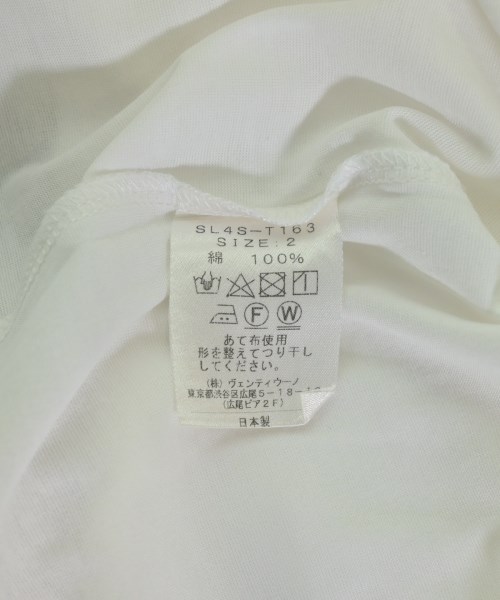 SL4S-T163
SIZE:2
綿 100%
F W
あて布使用
形を整えてつり干し
してください。
(株) ヴェンティウーノ
東京都渋谷区広尾5-18-
(広尾ピア2F)
日本製